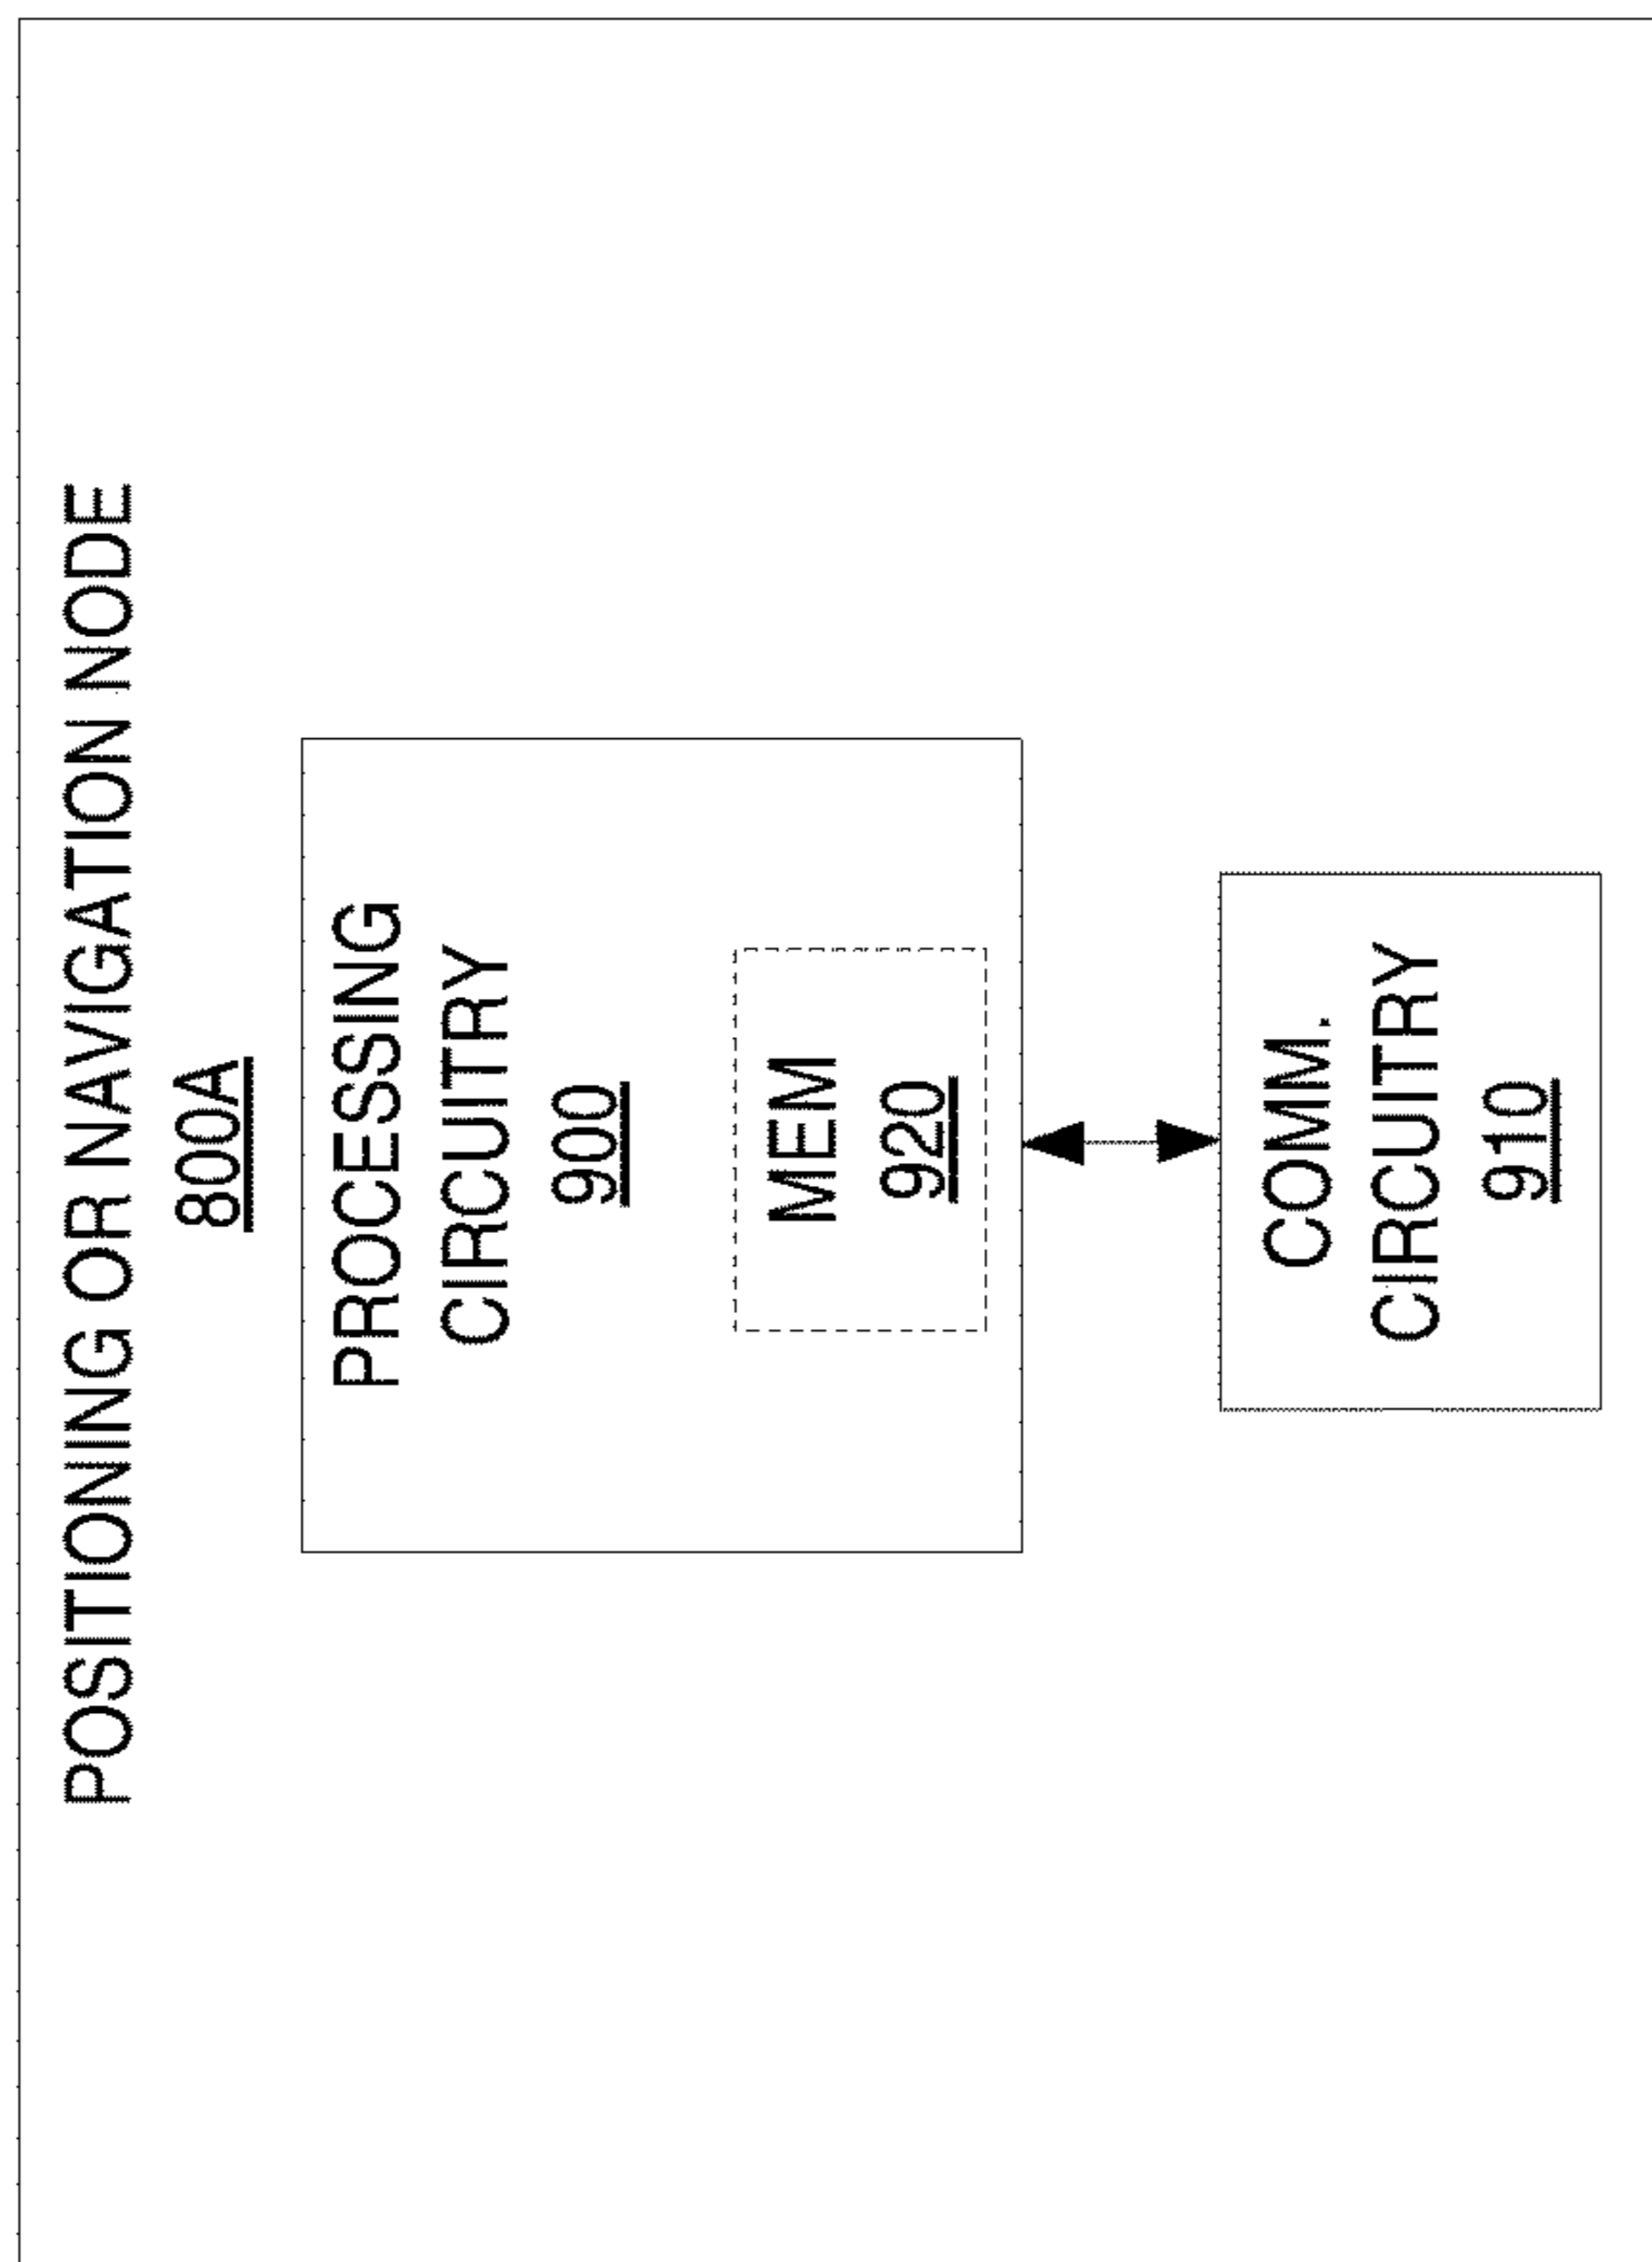 POSITIONING OR NAVIGATION NODE
800A
PROCESSING
CIRCUITRY
900
MEM
920
COMM.
CIRCUITRY
910